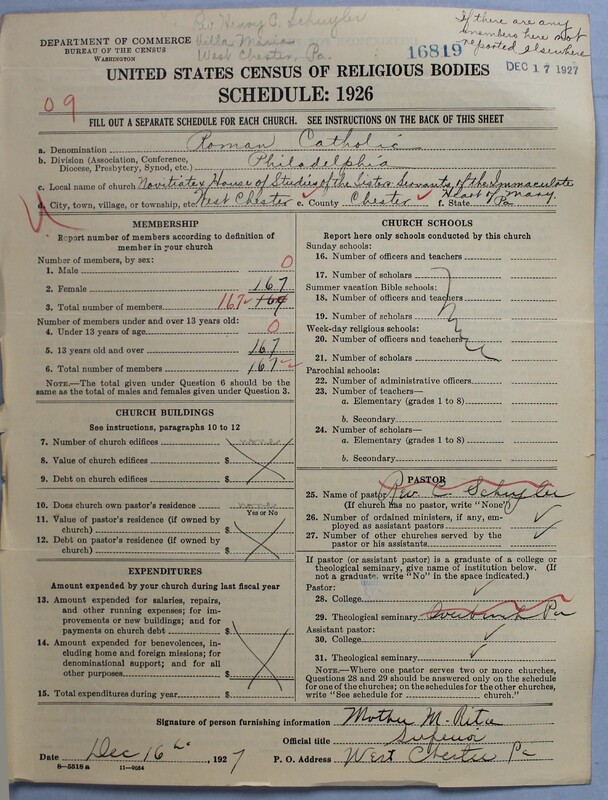 Rev Henry C. Schuyler
Villa Maria
West Chester, Pa.
If there are any
members here not
reported elsewhere
16819
DEC 17 1927
DEPARTMENT OF COMMERCE
BUREAU OF THE CENSUS
WASHINGTON
UNITED STATES CENSUS OF RELIGIOUS BODIES
SCHEDULE: 1926
09
FILL OUT A SEPARATE SCHEDULE FOR EACH CHURCH. SEE INSTRUCTIONS ON THE BACK OF THIS SHEET
a. Denomination Roman Catholic
b. Division (Association, Conference, Diocese, Presbytery, Synod, etc.) Philadelphia
c. Local name of church Novitiate & House of Studies of the Sisters Servants of the Immaculate Heart of Mary.
d. City, town, village, or township, etc. West Chester e. County Chester f. State Pa.
MEMBERSHIP
Report number of members according to definition of
member in your church
Number of members, by sex:
1. Male 0
2. Female 167
3. Total number of members 167 169
Number of members under and over 13 years old:
4. Under 13 years of age 0
5. 13 years old and over 167
6. Total number of members 167
NOTE.—The total given under Question 6 should be
same as the total of males and females given under Question 3.
CHURCH BUILDINGS
See instructions, paragraphs 10 to 12
7. Number of church edifices none
8. Value of church edifices $
9. Debt on church edifices $
10. Does church own pastor's residence none
Yes or No
11. Value of pastor's residence (if owned by
church) $
12. Debt on pastor's residence (if owned by
church) $
EXPENDITURES
Amount expended by your church during last fiscal year
13. Amount expended for salaries, repairs,
and other running expenses; for im-
provements or new buildings; and for
payments on church debt $
14. Amount expended for benevolences, in-
cluding home and foreign missions; for
denominational support; and for all
other purposes $
15. Total expenditures during year $
CHURCH SCHOOLS
Report here only schools conducted by this church
Sunday schools:
16. Number of officers and teachers
17. Number of scholars
Summer vacation Bible schools:
18. Number of officers and teachers
19. Number of scholars
Week-day religious schools:
20. Number of officers and teachers
21. Number of scholars
Parochial schools:
22. Number of administrative officers
23. Number of teachers—
a. Elementary (grades 1 to 8)
b. Secondary
24. Number of scholars—
a. Elementary (grades 1 to 8)
b. Secondary
PASTOR
25. Name of pastor Rev. C. Schuyler
(If church has no pastor, write "None")
26. Number of ordained ministers, if any, em-
ployed as assistant pastors
27. Number of other churches served by the
pastor or his assistants
If pastor (or assistant pastor) is a graduate of a college or
theological seminary, give name of institution below. (If
not a graduate, write "No" in the space indicated.)
Pastor:
28. College
29. Theological seminary Overbrook Pa
Assistant pastor:
30. College
31. Theological seminary
NOTE.—Where one pastor serves two or more churches,
Questions 28 and 29 should be answered only on the schedule
for one of the churches; on the schedules for the other churches,
write "See schedule for church."
Signature of person furnishing information Mother M. Rita
Official title Superior
Date Dec 16th, 1927 P. O. Address West Chester Pa
8—5518 a 11—9054